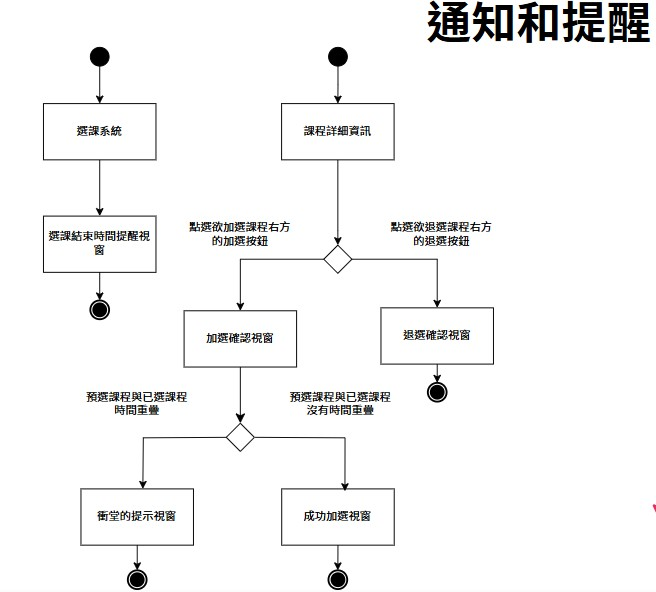 通知和提醒
選課系統
課程詳細資訊
選課結束時間提醒視
窗
點選欲加選課程右方
的加選按鈕
點選欲退選課程右方
的退選按鈕
加選確認視窗
退選確認視窗
預選課程與已選課程
時間重疊
預選課程與已選課程
沒有時間重疊
衝堂的提示視窗
成功加選視窗